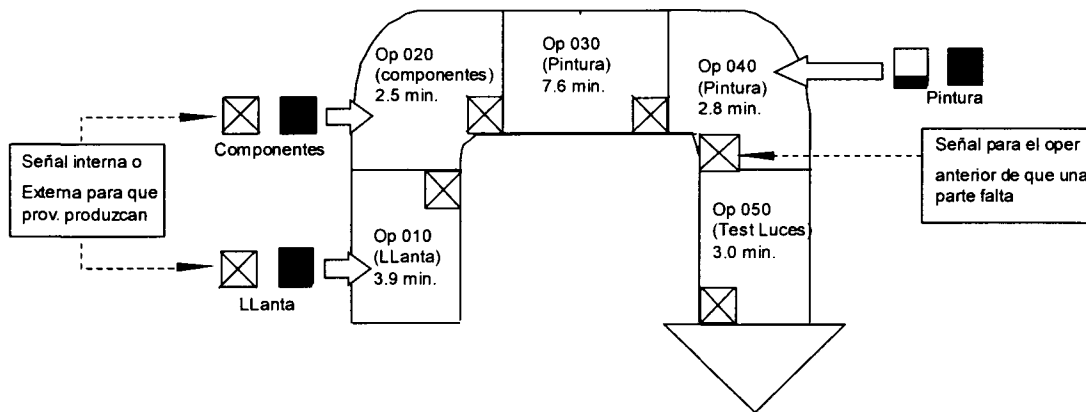 Op 020
(componentes)
2.5 min.
Op 030
(Pintura)
7.6 min.
Op 040
(Pintura)
2.8 min.
Pintura
Componentes
Señal interna o
Externa para que
prov. produzcan
Señal para el oper
anterior de que una
parte falta
Op 010
(LLanta)
3.9 min.
Op 050
(Test Luces)
3.0 min.
LLanta